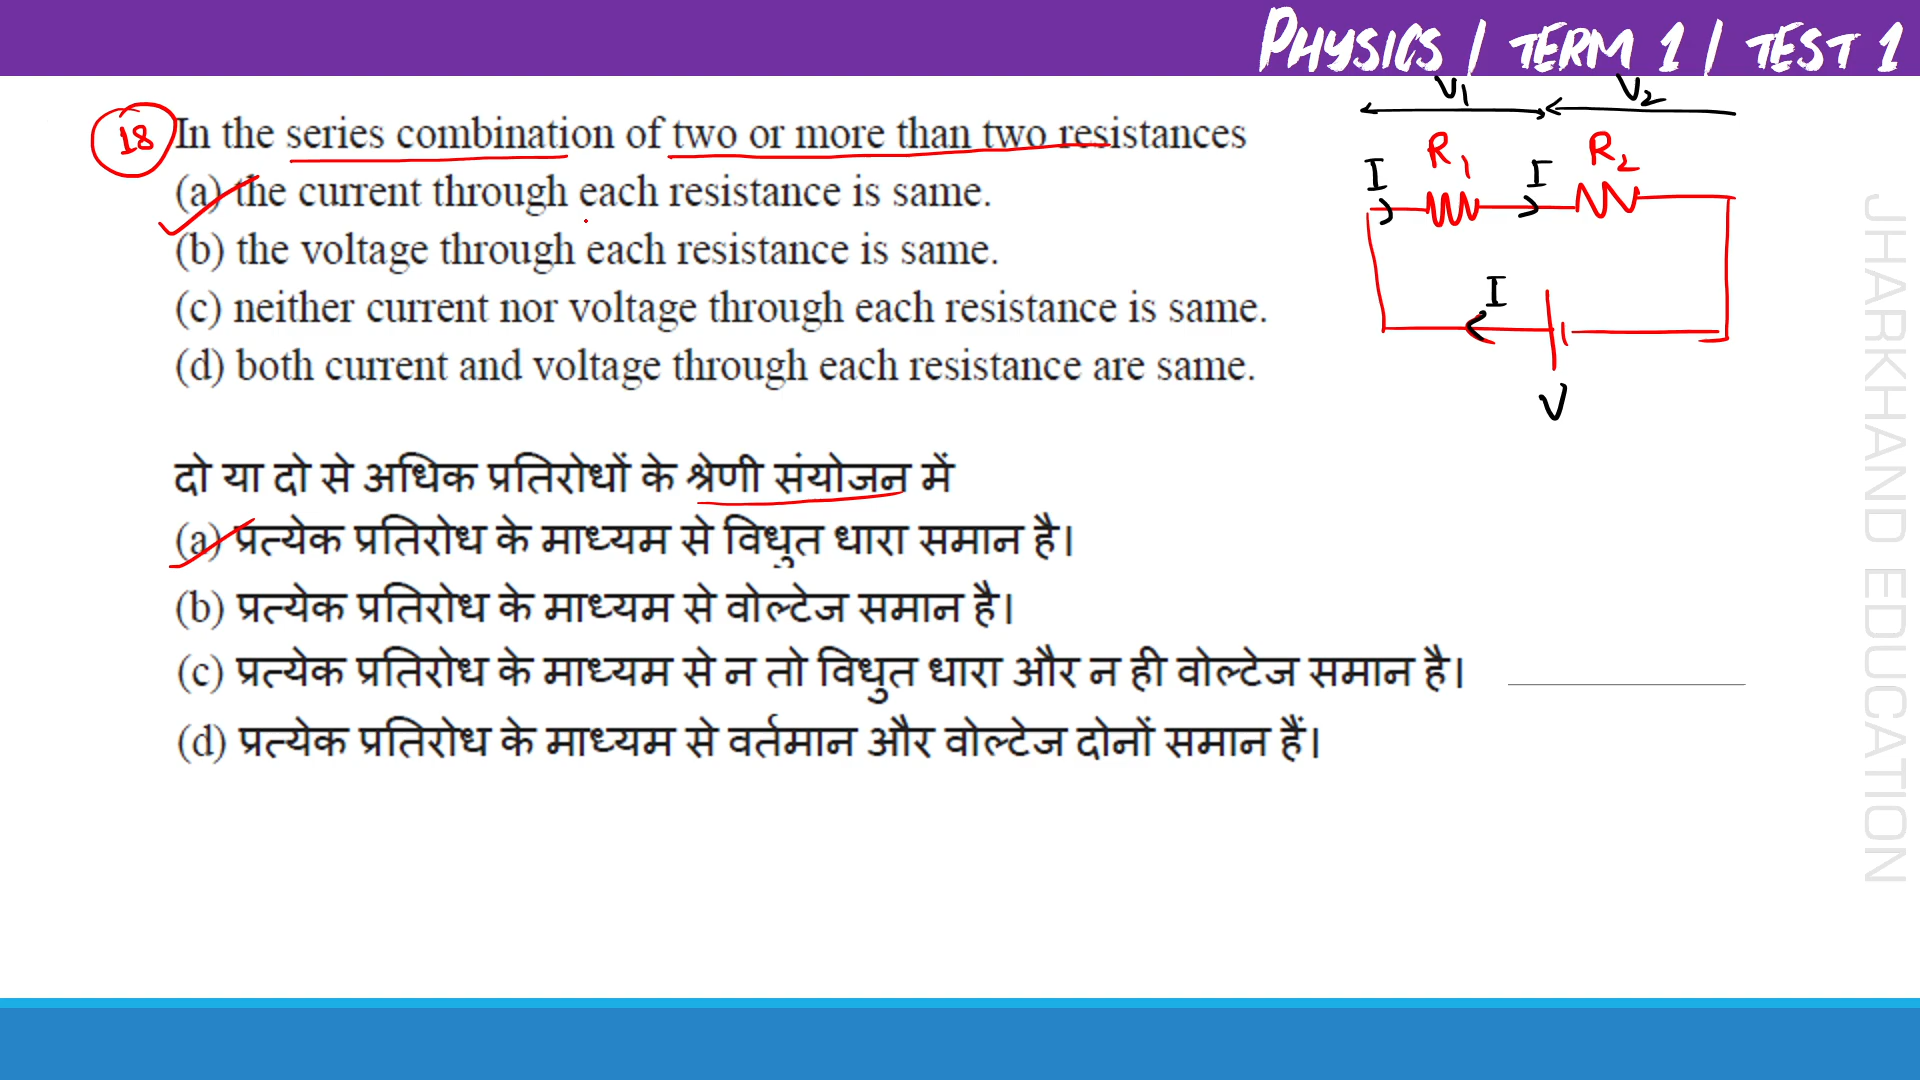 PHYSICS / TERM 1 / TEST 1
18 In the series combination of two or more than two resistances
(a) the current through each resistance is same.
(b) the voltage through each resistance is same.
(c) neither current nor voltage through each resistance is same.
(d) both current and voltage through each resistance are same.
V1 V2
R1 R2
I I
I
V
दो या दो से अधिक प्रतिरोधों के श्रेणी संयोजन में
(a) प्रत्येक प्रतिरोध के माध्यम से विधुत धारा समान है।
(b) प्रत्येक प्रतिरोध के माध्यम से वोल्टेज समान है।
(c) प्रत्येक प्रतिरोध के माध्यम से न तो विधुत धारा और न ही वोल्टेज समान है।
(d) प्रत्येक प्रतिरोध के माध्यम से वर्तमान और वोल्टेज दोनों समान हैं।
JHARKHAND EDUCATION